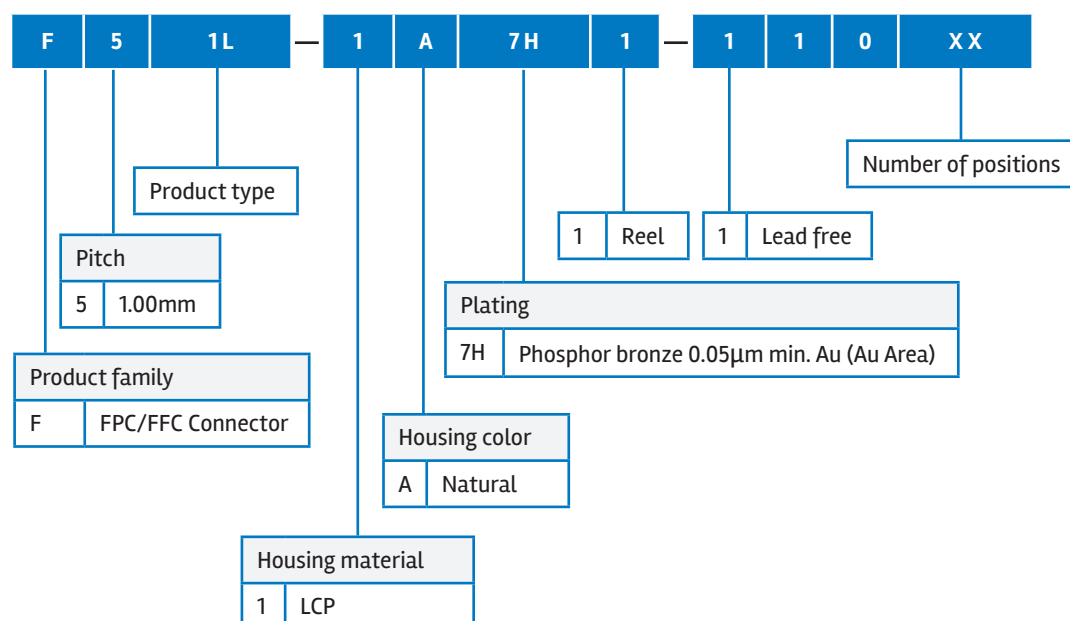 F 5 1L — 1 A 7H 1 — 1 1 0 XX
Number of positions
Product type
1 Reel
1 Lead free
Pitch
5 1.00mm
Plating
7H Phosphor bronze 0.05μm min. Au (Au Area)
Product family
F FPC/FFC Connector
Housing color
A Natural
Housing material
1 LCP